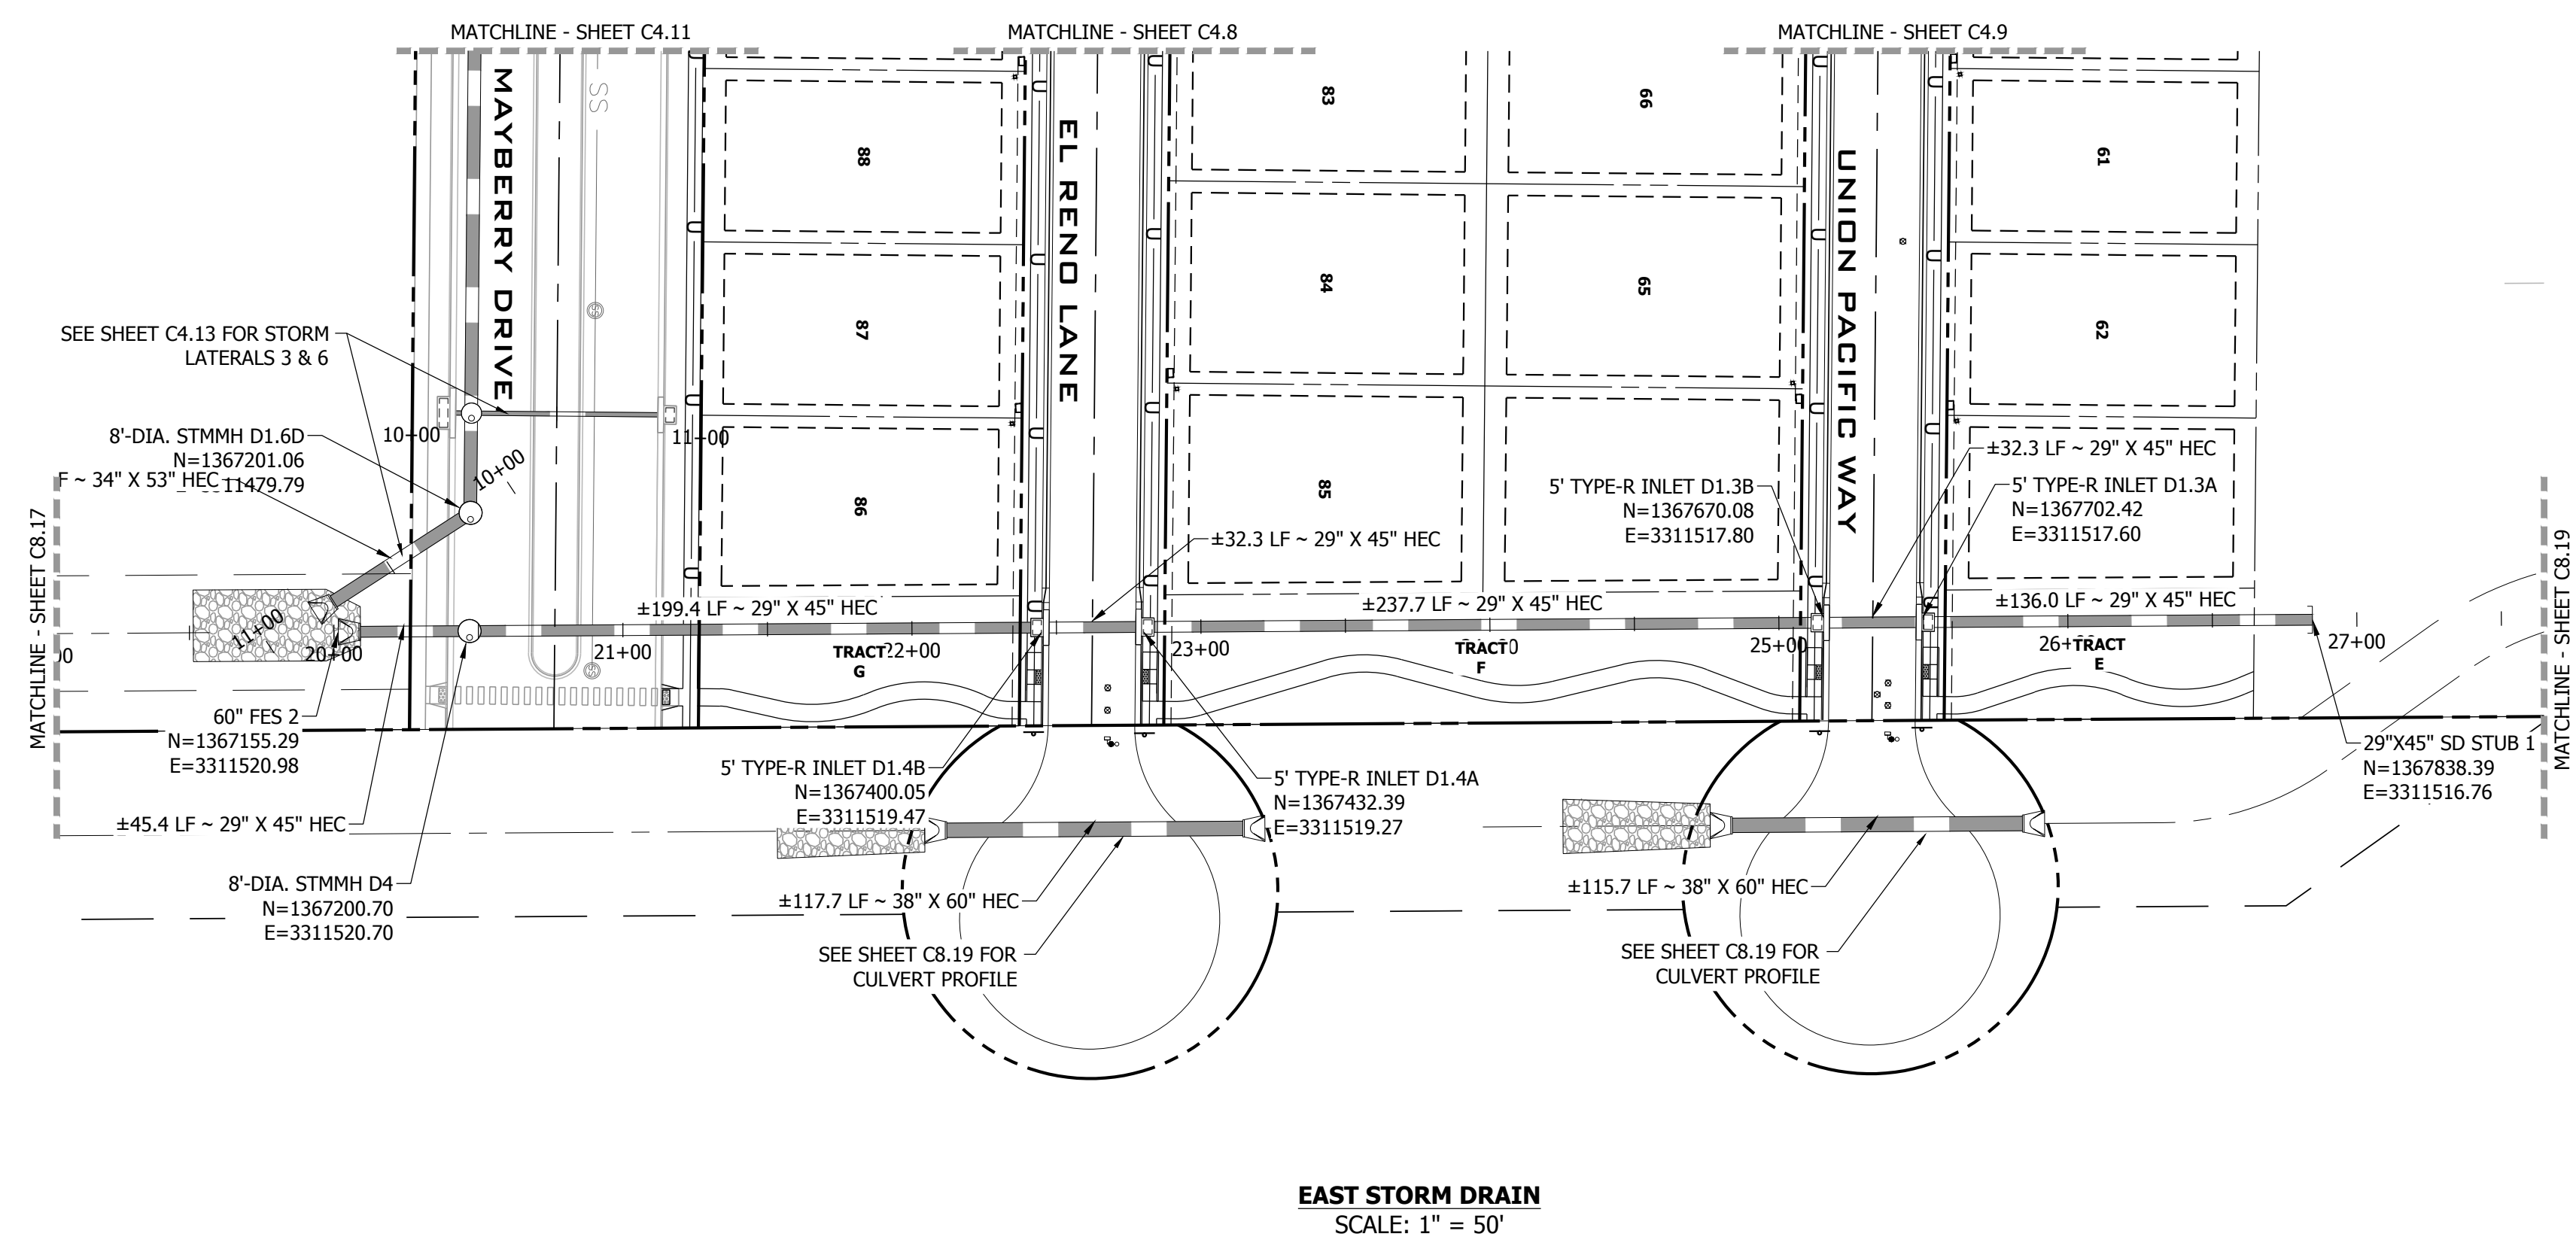 MATCHLINE - SHEET C4.11
MATCHLINE - SHEET C4.8
MATCHLINE - SHEET C4.9
MAYBERRY DRIVE
SS
EL RENO LANE
UNION PACIFIC WAY
88
87
86
83
84
85
66
65
61
62
SS
SS
SEE SHEET C4.13 FOR STORM
LATERALS 3 & 6
8'-DIA. STMMH D1.6D
N=1367201.06
11479.79
F ~ 34" X 53" HEC
10+00
11+00
10+00
11+00
MATCHLINE - SHEET C8.17
MATCHLINE - SHEET C8.19
±32.3 LF ~ 29" X 45" HEC
5' TYPE-R INLET D1.3B
N=1367670.08
E=3311517.80
±32.3 LF ~ 29" X 45" HEC
5' TYPE-R INLET D1.3A
N=1367702.42
E=3311517.60
±199.4 LF ~ 29" X 45" HEC
±237.7 LF ~ 29" X 45" HEC
±136.0 LF ~ 29" X 45" HEC
20+00
21+00
22+00
23+00
25+00
26+
27+00
TRACT
G
TRACT
F
TRACT
E
60" FES 2
N=1367155.29
E=3311520.98
±45.4 LF ~ 29" X 45" HEC
8'-DIA. STMMH D4
N=1367200.70
E=3311520.70
5' TYPE-R INLET D1.4B
N=1367400.05
E=3311519.47
5' TYPE-R INLET D1.4A
N=1367432.39
E=3311519.27
29"X45" SD STUB 1
N=1367838.39
E=3311516.76
±117.7 LF ~ 38" X 60" HEC
SEE SHEET C8.19 FOR
CULVERT PROFILE
±115.7 LF ~ 38" X 60" HEC
SEE SHEET C8.19 FOR
CULVERT PROFILE
EAST STORM DRAIN
SCALE: 1" = 50'